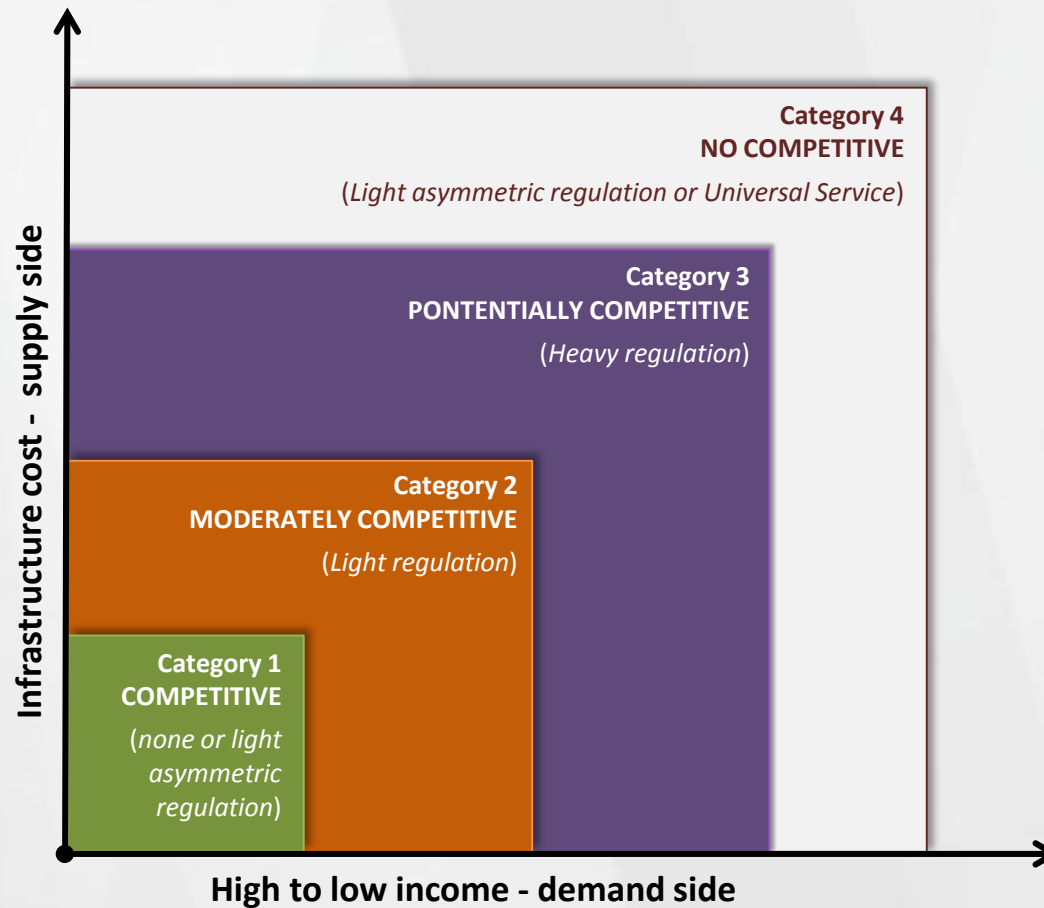 Category 4
NO COMPETITIVE
(Light asymmetric regulation or Universal Service)
Category 3
PONTENTIALLY COMPETITIVE
(Heavy regulation)
Category 2
MODERATELY COMPETITIVE
(Light regulation)
Category 1
COMPETITIVE
(none or light
asymmetric
regulation)
Infrastructure cost - supply side
High to low income - demand side